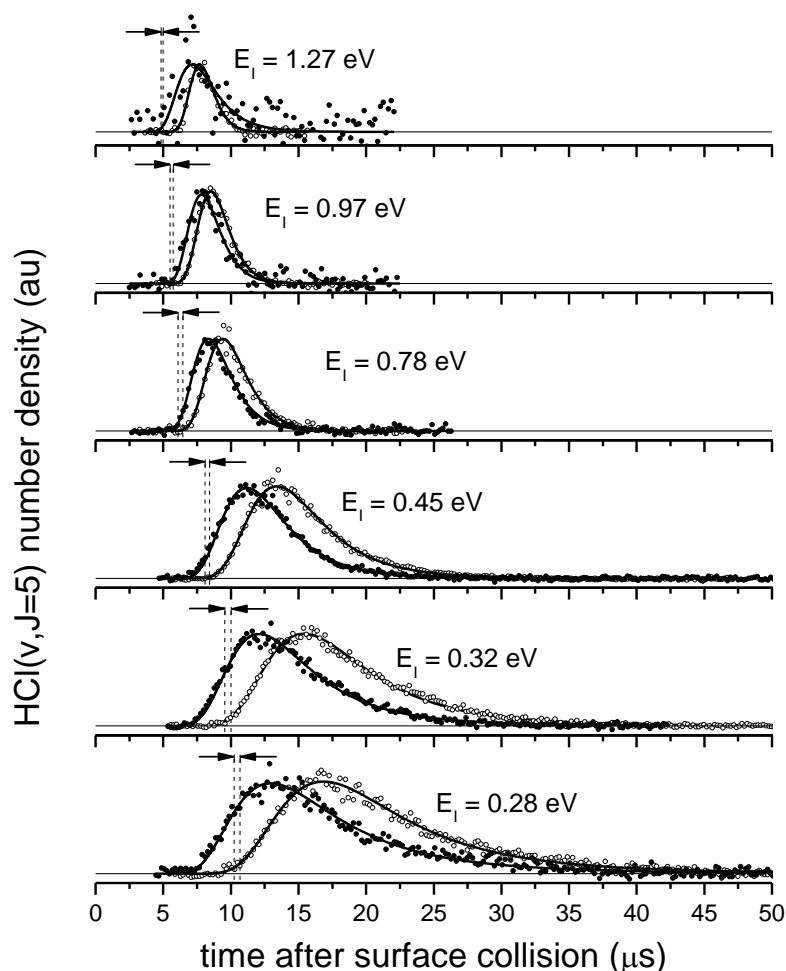 E_I = 1.27 eV
E_I = 0.97 eV
E_I = 0.78 eV
E_I = 0.45 eV
E_I = 0.32 eV
E_I = 0.28 eV
HCl(v,J=5) number density (au)
0 5 10 15 20 25 30 35 40 45 50
time after surface collision (μs)